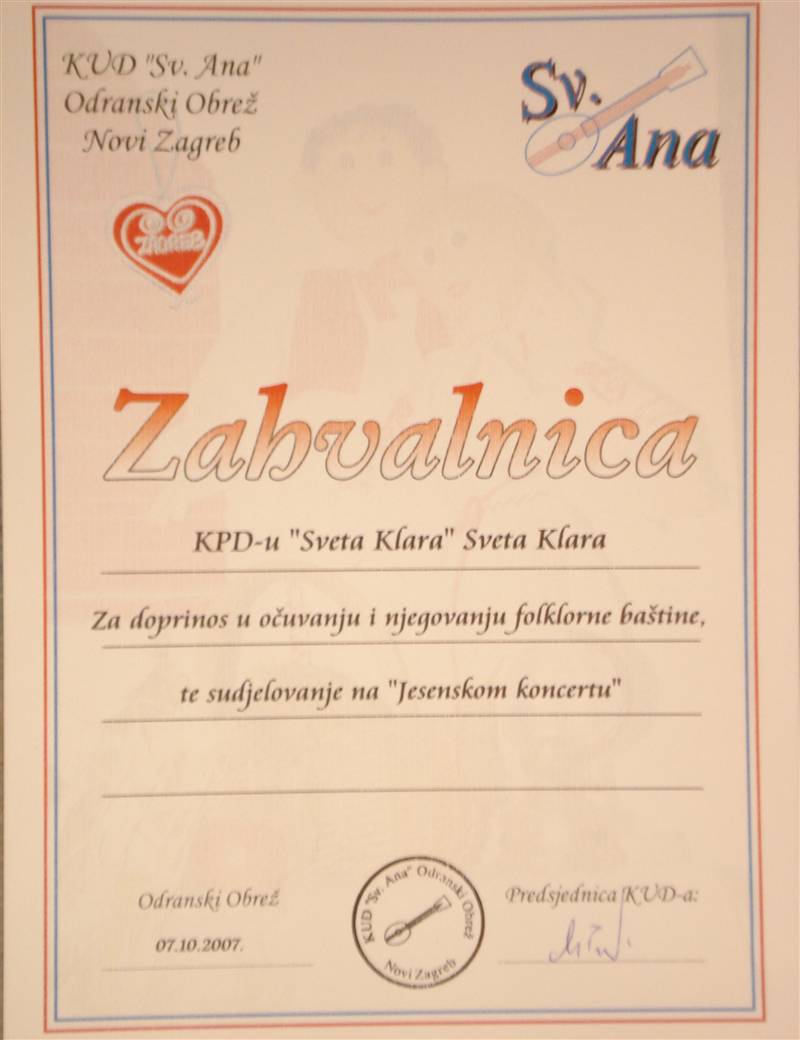 KUD "Sv. Ana"
Odranski Obrež
Novi Zagreb
Sv.
Ana
ZAGREB
Zahvalnica
KPD-u "Sveta Klara" Sveta Klara
Za doprinos u očuvanju i njegovanju folklorne baštine,
te sudjelovanje na "Jesenskom koncertu"
Odranski Obrež
07.10.2007.
KUD "Sv. Ana" Odranski Obrež
Novi Zagreb
Predsjednica KUD-a: